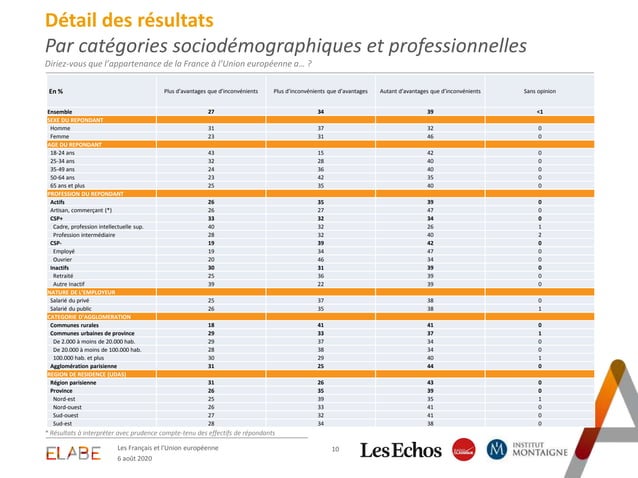 Détail des résultats
Par catégories sociodémographiques et professionnelles
Diriez-vous que l'appartenance de la France à l'Union européenne a… ?
En % Plus d'avantages que d'inconvénients Plus d'inconvénients que d'avantages Autant d'avantages que d'inconvénients Sans opinion
Ensemble 27 34 39 <1
SEXE DU REPONDANT
Homme 31 37 32 0
Femme 23 31 46 0
AGE DU REPONDANT
18-24 ans 43 15 42 0
25-34 ans 32 28 40 0
35-49 ans 24 36 40 0
50-64 ans 23 42 35 0
65 ans et plus 25 35 40 0
PROFESSION DU REPONDANT
Actifs 26 35 39 0
Artisan, commerçant (*) 26 27 47 0
CSP+ 33 32 34 0
Cadre, profession intellectuelle sup. 40 32 26 1
Profession intermédiaire 28 32 40 2
CSP- 19 39 42 0
Employé 19 34 47 0
Ouvrier 20 46 34 0
Inactifs 30 31 39 0
Retraité 25 36 39 0
Autre Inactif 39 22 39 0
NATURE DE L'EMPLOYEUR
Salarié du privé 25 37 38 0
Salarié du public 26 35 38 1
CATEGORIE D'AGGLOMERATION
Communes rurales 18 41 41 0
Communes urbaines de province 29 33 37 1
De 2.000 à moins de 20.000 hab. 29 37 34 0
De 20.000 à moins de 100.000 hab. 28 38 34 0
100.000 hab. et plus 30 29 40 1
Agglomération parisienne 31 25 44 0
REGION DE RESIDENCE (UDA5)
Région parisienne 31 26 43 0
Province 26 35 39 0
Nord-est 25 39 35 1
Nord-ouest 26 33 41 0
Sud-ouest 27 32 41 0
Sud-est 28 34 38 0
* Résultats à interpréter avec prudence compte-tenu des effectifs de répondants
ELABE
Les Français et l'Union européenne
6 août 2020
10
Les Echos
RADIO CLASSIQUE
M
INSTITUT
MONTAIGNE